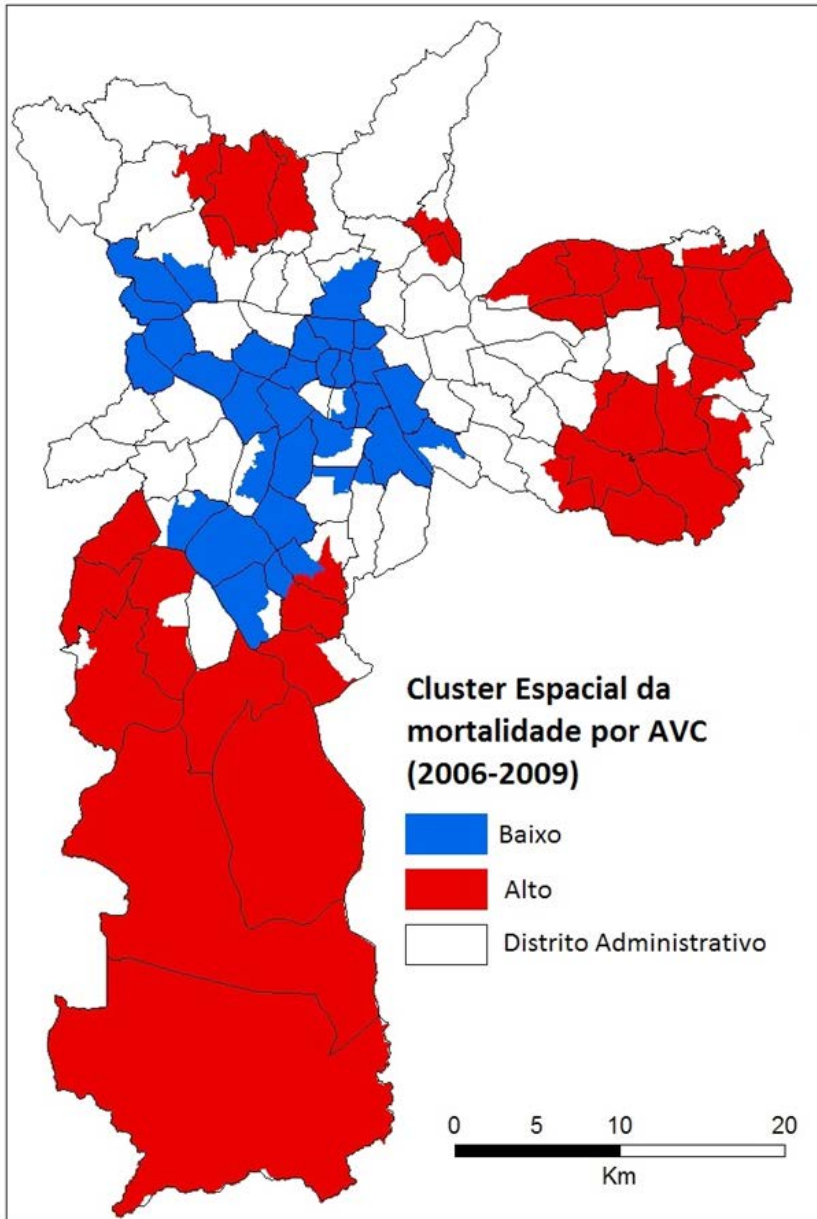 Cluster Espacial da
mortalidade por AVC
(2006-2009)
Baixo
Alto
Distrito Administrativo
0 5 10 20
Km